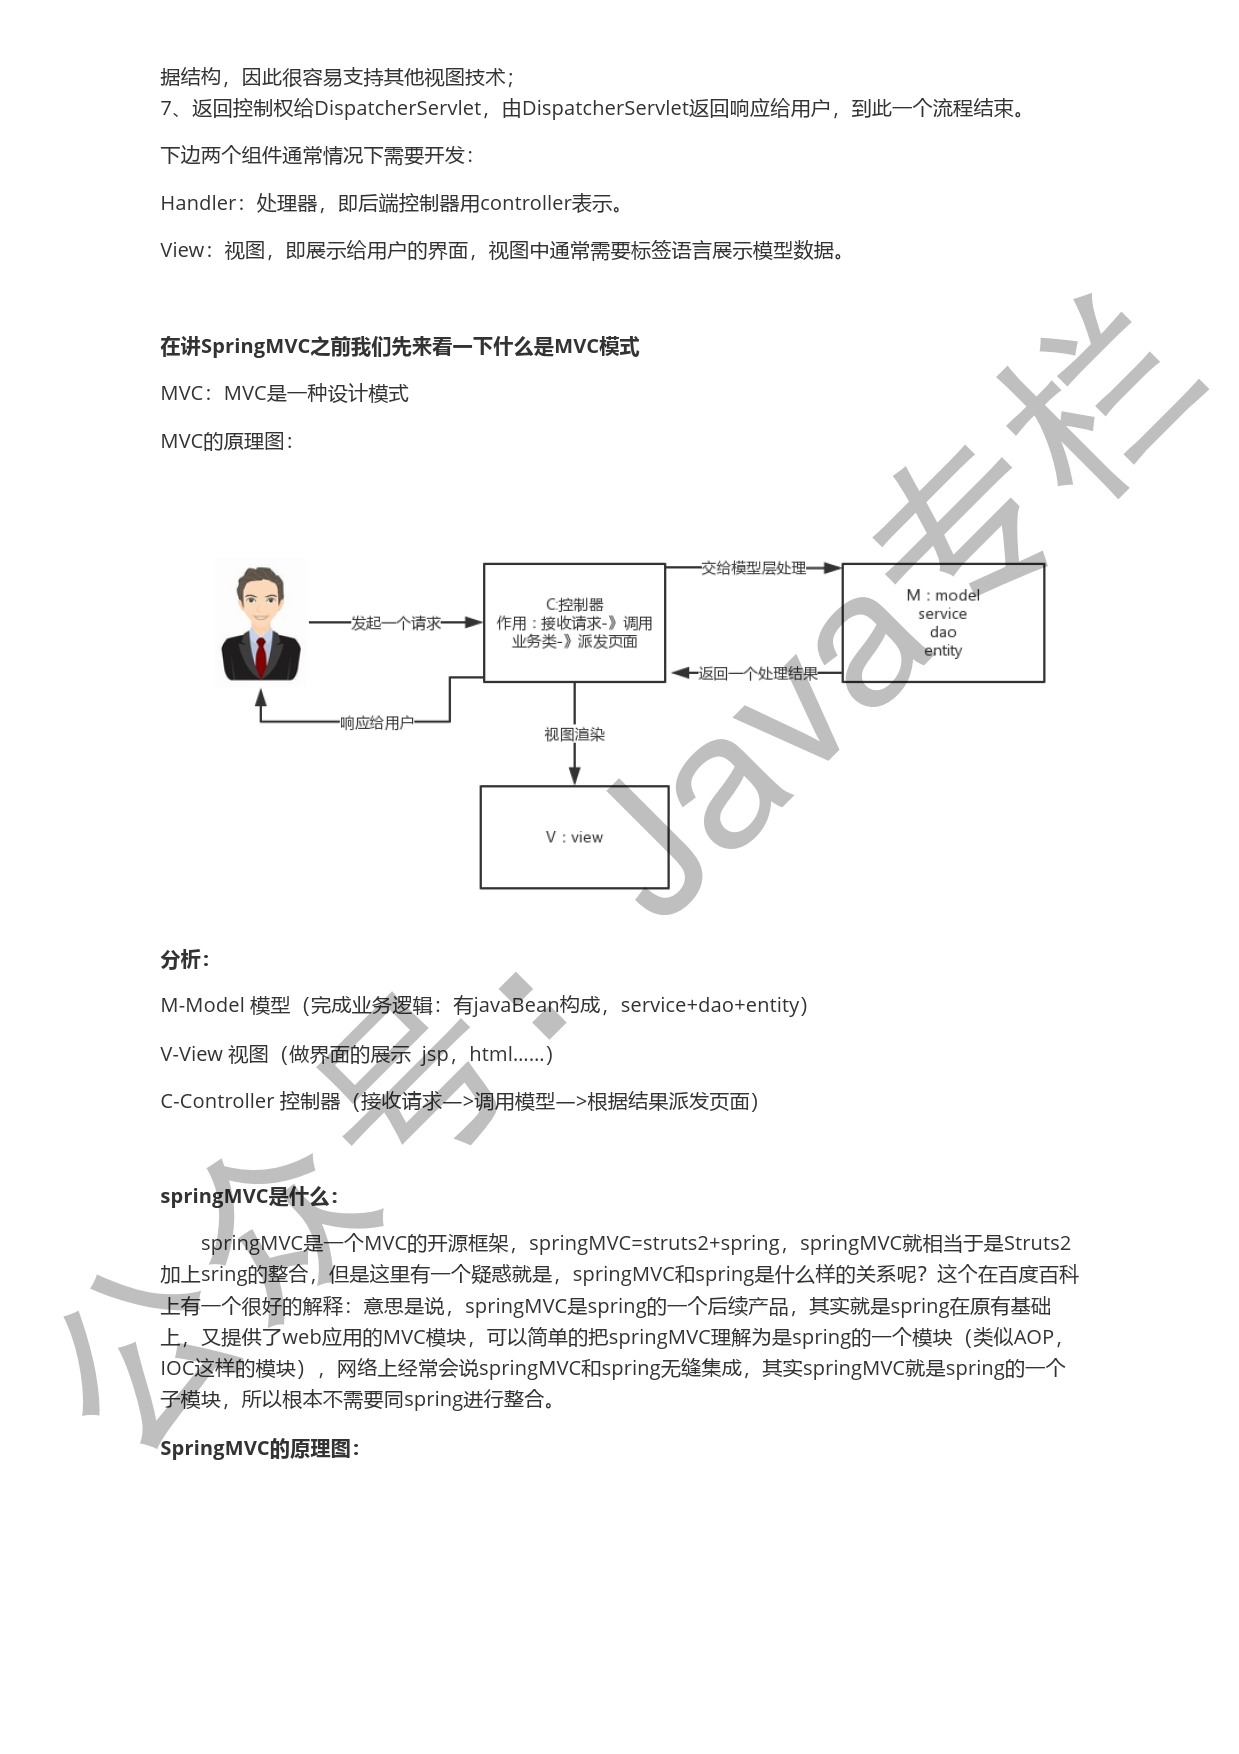 据结构，因此很容易支持其他视图技术；
7、返回控制权给DispatcherServlet，由DispatcherServlet返回响应给用户，到此一个流程结束。
下边两个组件通常情况下需要开发：
Handler：处理器，即后端控制器用controller表示。
View：视图，即展示给用户的界面，视图中通常需要标签语言展示模型数据。
在讲SpringMVC之前我们先来看一下什么是MVC模式
MVC：MVC是一种设计模式
MVC的原理图：
发起一个请求
C:控制器
作用：接收请求-》调用
业务类-》派发页面
交给模型层处理
M：model
service
dao
entity
返回一个处理结果
响应给用户
视图渲染
V：view
分析：
M-Model 模型（完成业务逻辑：有javaBean构成，service+dao+entity）
V-View 视图（做界面的展示 jsp，html……）
C-Controller 控制器（接收请求—>调用模型—>根据结果派发页面）
springMVC是什么：
springMVC是一个MVC的开源框架，springMVC=struts2+spring，springMVC就相当于是Struts2
加上sring的整合，但是这里有一个疑惑就是，springMVC和spring是什么样的关系呢？这个在百度百科
上有一个很好的解释：意思是说，springMVC是spring的一个后续产品，其实就是spring在原有基础
上，又提供了web应用的MVC模块，可以简单的把springMVC理解为是spring的一个模块（类似AOP，
IOC这样的模块），网络上经常会说springMVC和spring无缝集成，其实springMVC就是spring的一个
子模块，所以根本不需要同spring进行整合。
SpringMVC的原理图：
公众号：Java专栏